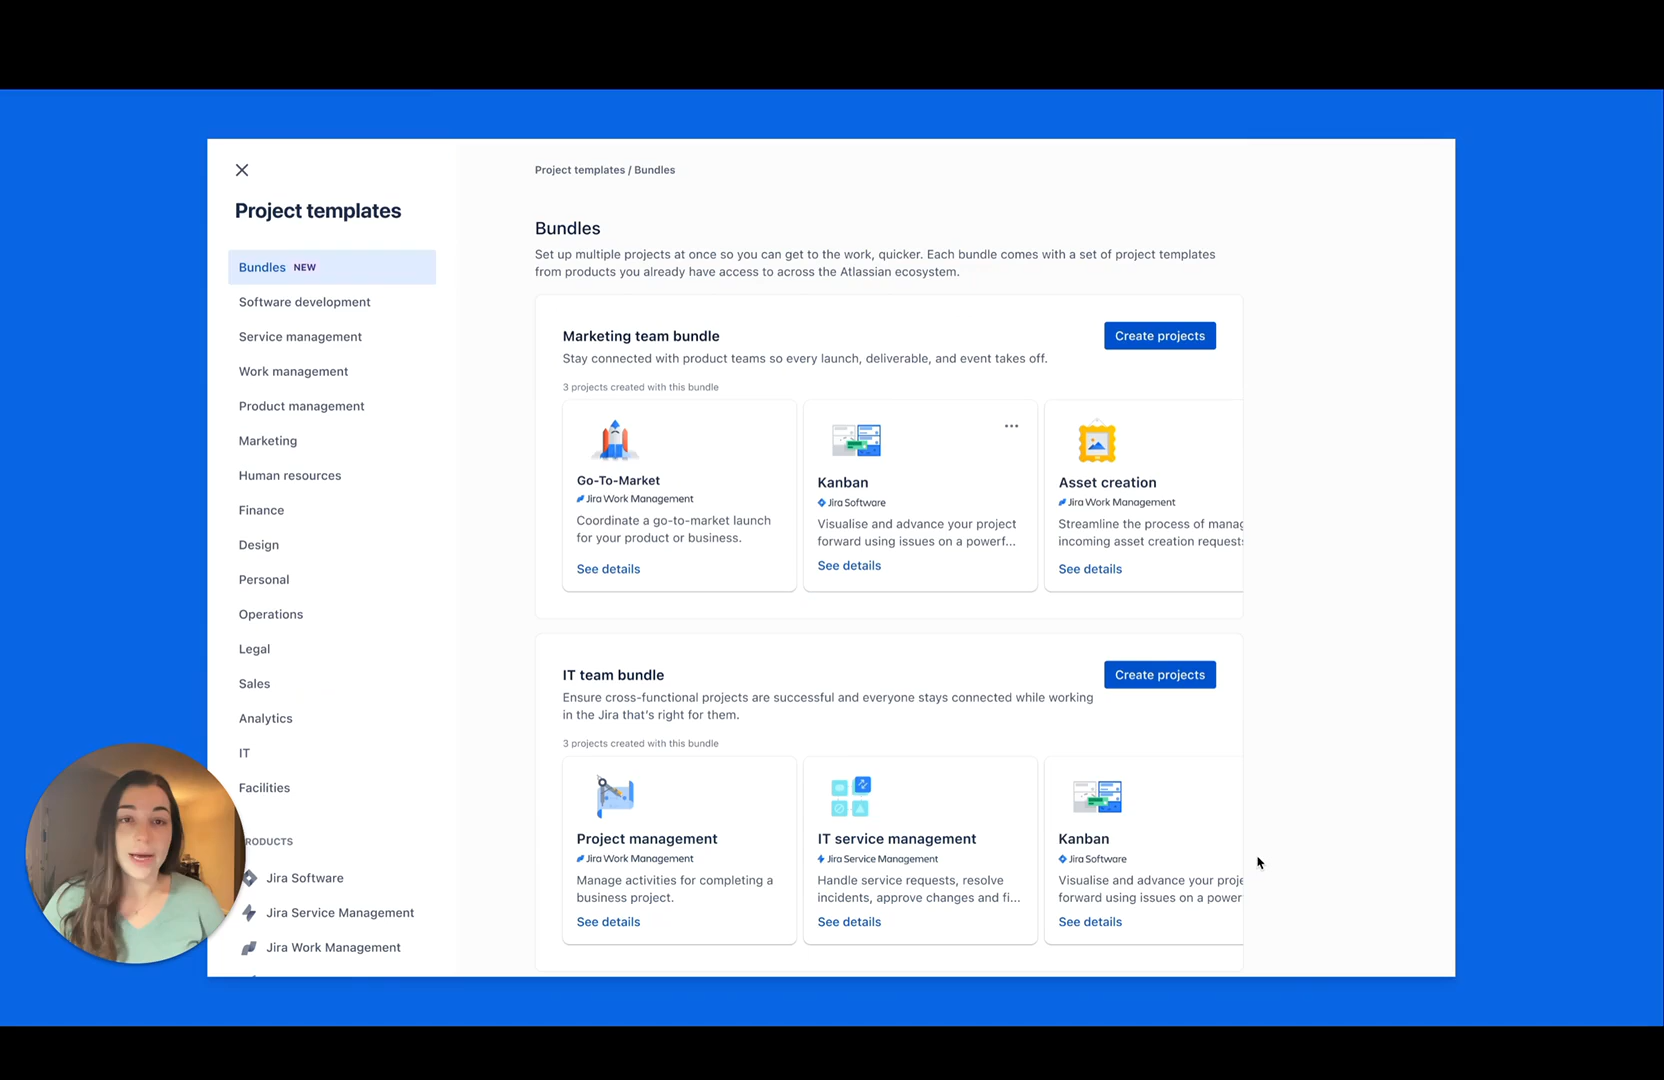 Project templates / Bundles
Project templates
Bundles NEW
Software development
Service management
Work management
Product management
Marketing
Human resources
Finance
Design
Personal
Operations
Legal
Sales
Analytics
IT
Facilities
RODUCTS
Jira Software
Jira Service Management
Jira Work Management
Bundles
Set up multiple projects at once so you can get to the work, quicker. Each bundle comes with a set of project templates
from products you already have access to across the Atlassian ecosystem.
Marketing team bundle
Create projects
Stay connected with product teams so every launch, deliverable, and event takes off.
3 projects created with this bundle
Go-To-Market
Jira Work Management
Coordinate a go-to-market launch
for your product or business.
See details
Kanban
Jira Software
Visualise and advance your project
forward using issues on a powerf...
See details
Asset creation
Jira Work Management
Streamline the process of manag
incoming asset creation requests
See details
IT team bundle
Create projects
Ensure cross-functional projects are successful and everyone stays connected while working
in the Jira that's right for them.
3 projects created with this bundle
Project management
Jira Work Management
Manage activities for completing a
business project.
See details
IT service management
Jira Service Management
Handle service requests, resolve
incidents, approve changes and fi...
See details
Kanban
Jira Software
Visualise and advance your proje
forward using issues on a power
See details